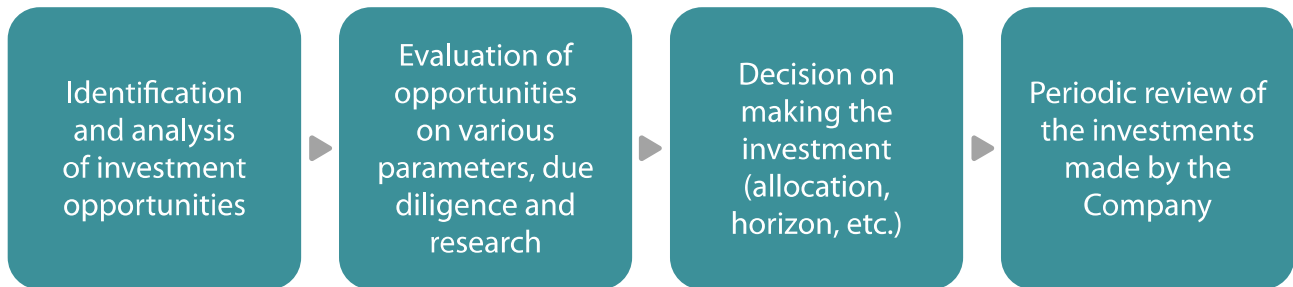 Identification
and analysis
of investment
opportunities
Evaluation of
opportunities
on various
parameters, due
diligence and
research
Decision on
making the
investment
(allocation,
horizon, etc.)
Periodic review of
the investments
made by the
Company